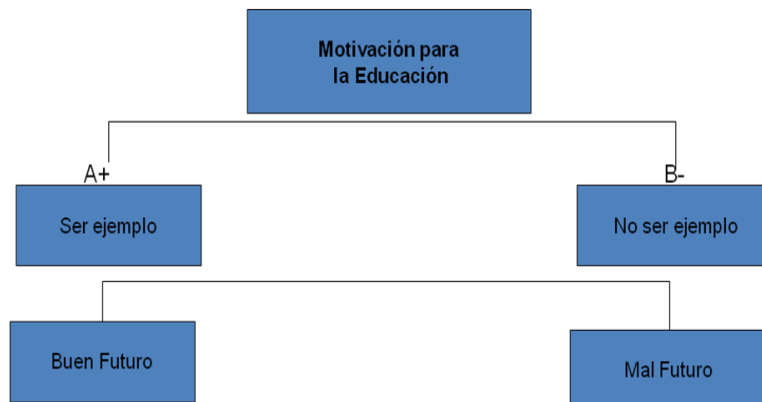 Motivación para
la Educación
A+
B-
Ser ejemplo
No ser ejemplo
Buen Futuro
Mal Futuro